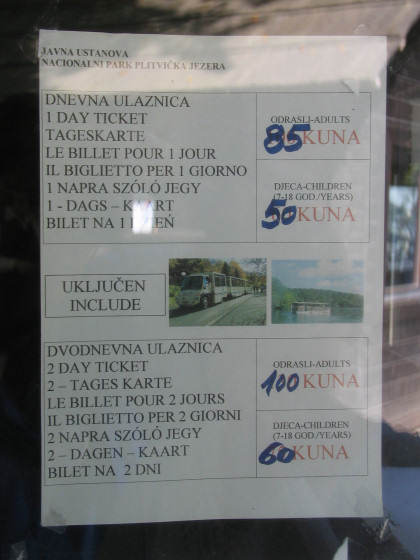 JAVNA USTANOVA
NACIONALNI PARK PLITVIČKA JEZERA
DNEVNA ULAZNICA
1 DAY TICKET
TAGESKARTE
LE BILLET POUR 1 JOUR
IL BIGLIETTO PER 1 GIORNO
1 NAPRA SZÓLÓ JEGY
1 - DAGS – KAART
BILET NA 1 DZIEŃ
ODRASLI-ADULTS
85 KUNA
DJECA-CHILDREN
(7-18 GOD./YEARS)
50 KUNA
UKLJUČEN
INCLUDE
DVODNEVNA ULAZNICA
2 DAY TICKET
2 – TAGES KARTE
LE BILLET POUR 2 JOURS
IL BIGLIETTO PER 2 GIORNI
2 NAPRA SZÓLÓ JEGY
2 – DAGEN – KAART
BILET NA 2 DNI
ODRASLI-ADULTS
100 KUNA
DJECA-CHILDREN
(7-18 GOD./YEARS)
60 KUNA